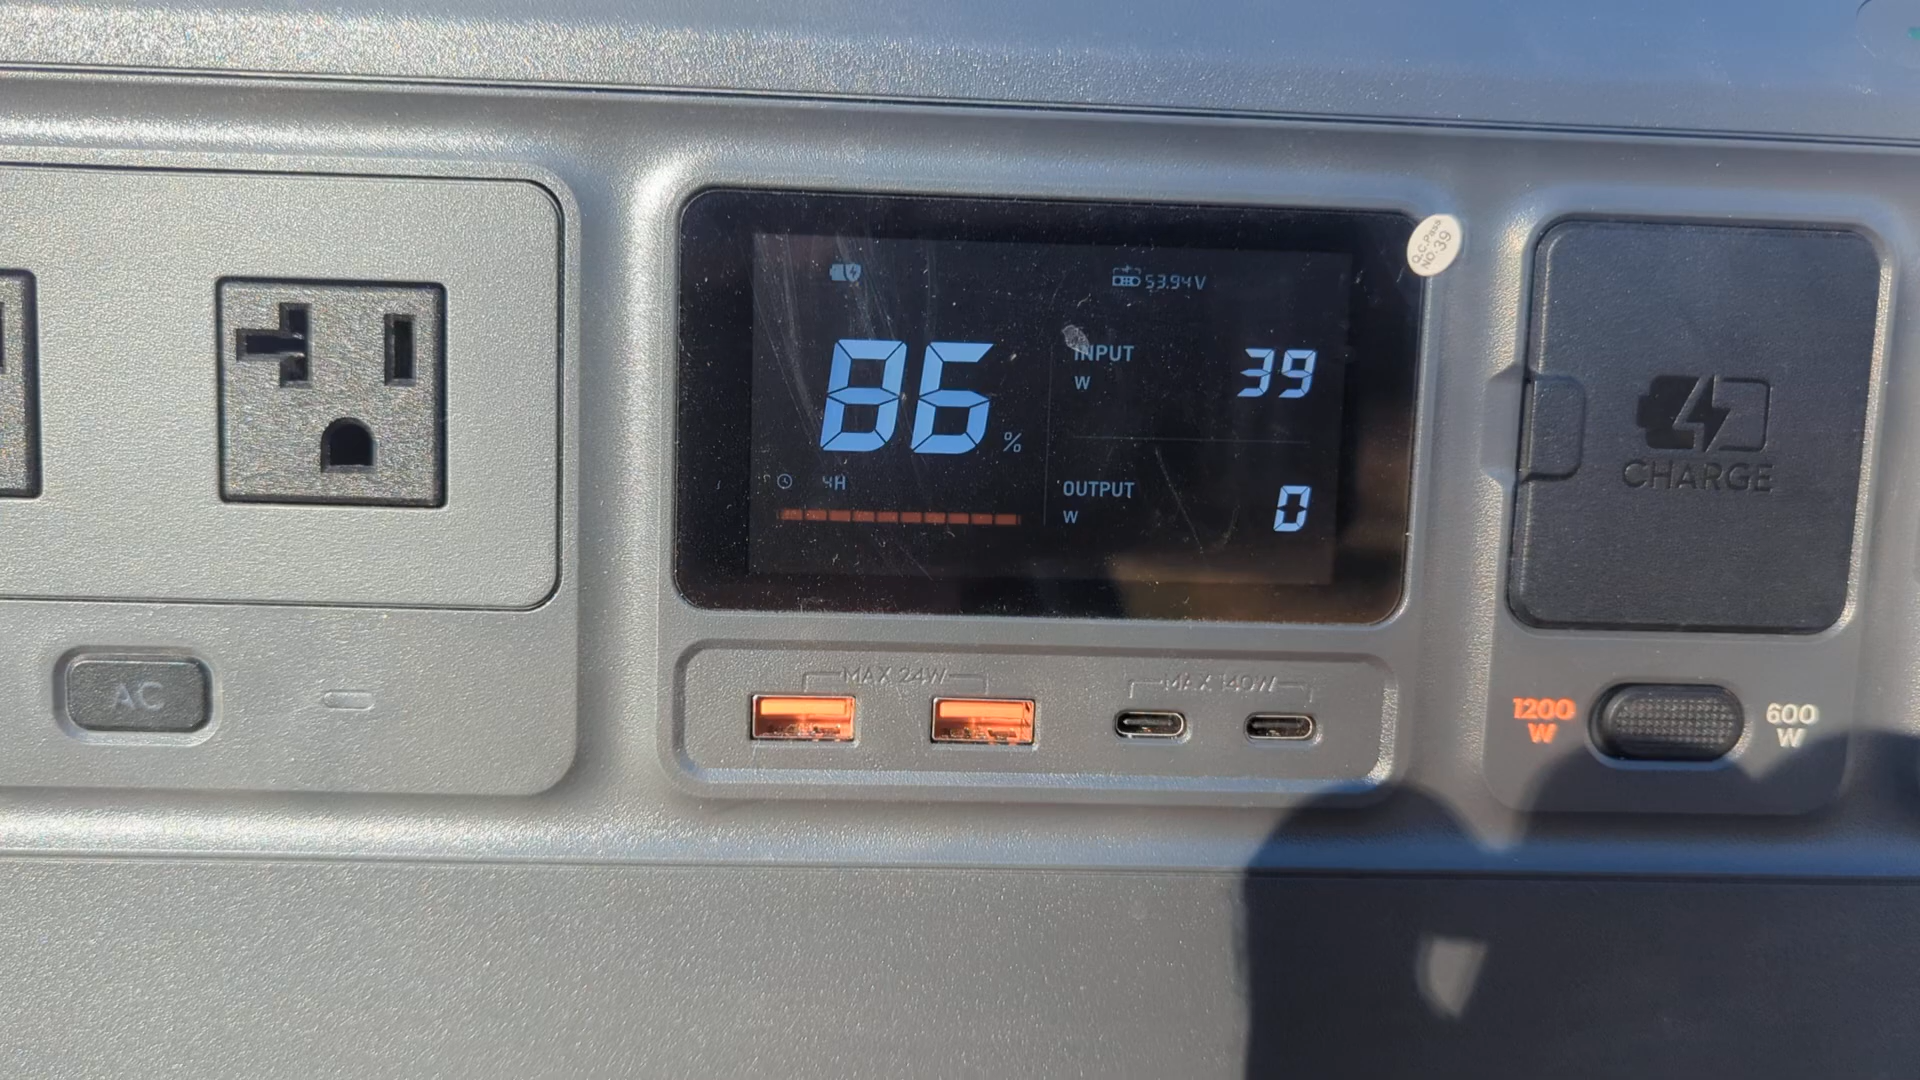 53.94V
86%
INPUT
W
39
4H
OUTPUT
W
0
Q.C.Pass
NO.39
CHARGE
MAX 24W
MAX 140W
AC
1200
W
600
W